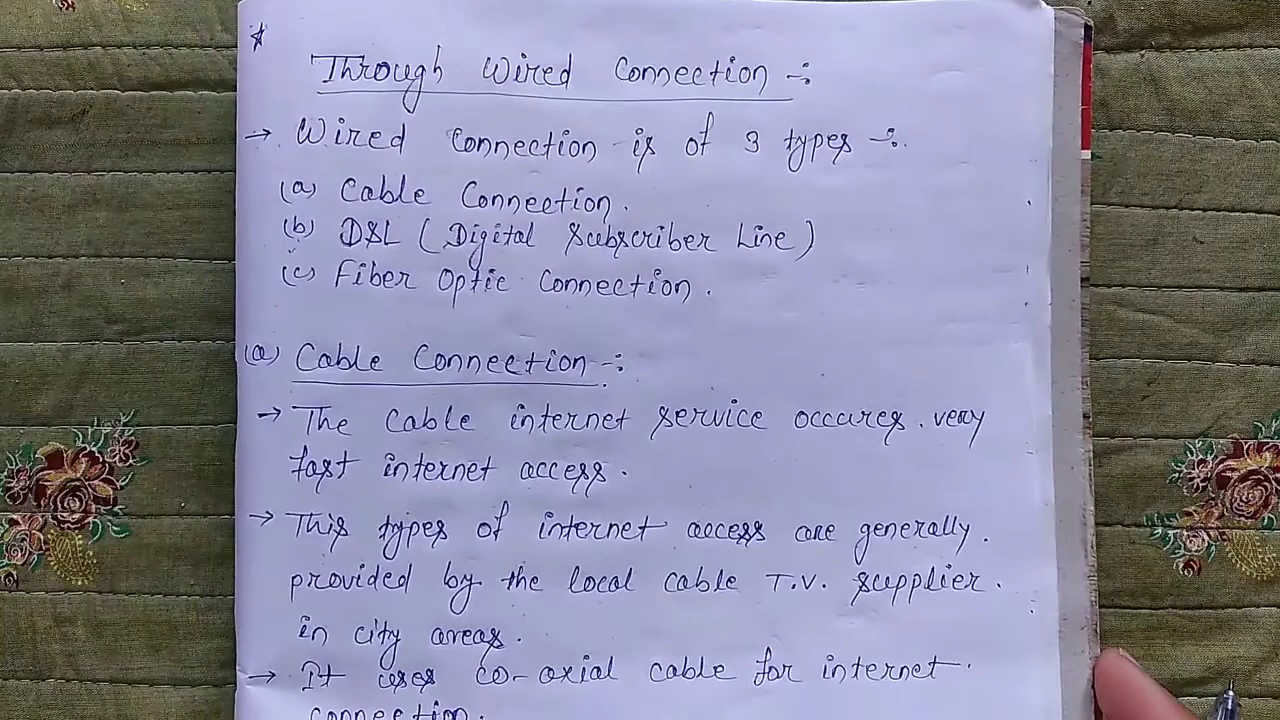 *
Through Wired Connection :-
→ Wired Connection is of 3 types :-
(a) Cable Connection.
(b) DSL (Digital Subscriber Line)
(c) Fiber Optic Connection.
(a) Cable Connection :-
→ The Cable internet service occures very
fast internet access.
→ This types of internet access are generally
provided by the local cable T.V. supplier.
in city areas.
→ It uses co-axial cable for internet
connection.